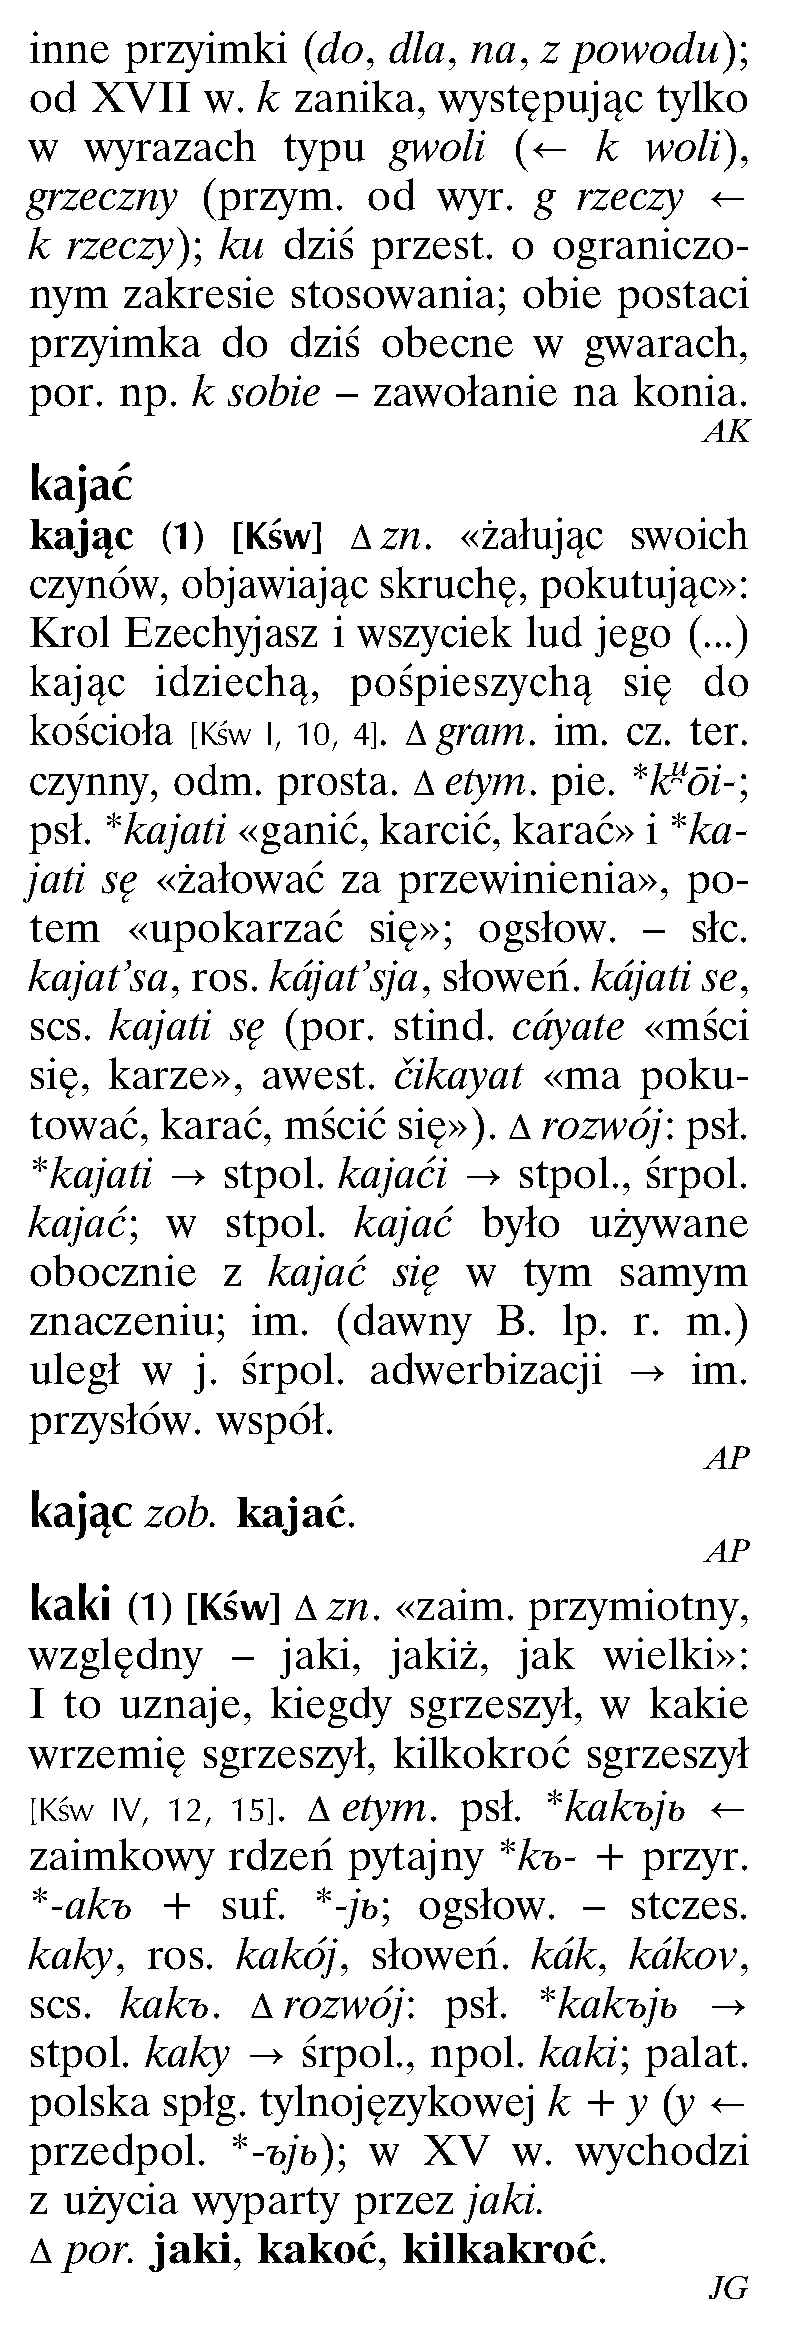 inne przyimki (do, dla, na, z powodu);
od XVII w. k zanika, występując tylko
w wyrazach typu gwoli (← k woli),
grzeczny (przym. od wyr. g rzeczy ←
k rzeczy); ku dziś przest. o ograniczo-
nym zakresie stosowania; obie postaci
przyimka do dziś obecne w gwarach,
por. np. k sobie – zawołanie na konia.
AK
kajać
kając (1) [Kśw] Δ zn. «żałując swoich
czynów, objawiając skruchę, pokutując»:
Krol Ezechyjasz i wszyciek lud jego (...)
kając idziechą, pośpieszychą się do
kościoła [Kśw I, 10, 4]. Δ gram. im. cz. ter.
czynny, odm. prosta. Δ etym. pie. *kᵘ̯ōi-;
psł. *kajati «ganić, karcić, karać» i *ka-
jati sę «żałować za przewinienia», po-
tem «upokarzać się»; ogsłow. – słc.
kajat’sa, ros. kájat’sja, słoweń. kájati se,
scs. kajati sę (por. stind. cáyate «mści
się, karze», awest. čikayat «ma poku-
tować, karać, mścić się»). Δ rozwój: psł.
*kajati → stpol. kajaći → stpol., śrpol.
kajać; w stpol. kajać było używane
obocznie z kajać się w tym samym
znaczeniu; im. (dawny B. lp. r. m.)
uległ w j. śrpol. adwerbizacji → im.
przysłów. współ.
AP
kając zob. kajać.
AP
kaki (1) [Kśw] Δ zn. «zaim. przymiotny,
względny – jaki, jakiż, jak wielki»:
I to uznaje, kiegdy sgrzeszył, w kakie
wrzemię sgrzeszył, kilkokroć sgrzeszył
[Kśw IV, 12, 15]. Δ etym. psł. *kakъjь ←
zaimkowy rdzeń pytajny *kъ- + przyr.
*-akъ + suf. *-jь; ogsłow. – stczes.
kaky, ros. kakój, słoweń. kák, kákov,
scs. kakъ. Δ rozwój: psł. *kakъjь →
stpol. kaky → śrpol., npol. kaki; palat.
polska spłg. tylnojęzykowej k + y (y ←
przedpol. *-ъjь); w XV w. wychodzi
z użycia wyparty przez jaki.
Δ por. jaki, kakoć, kilkakroć.
JG